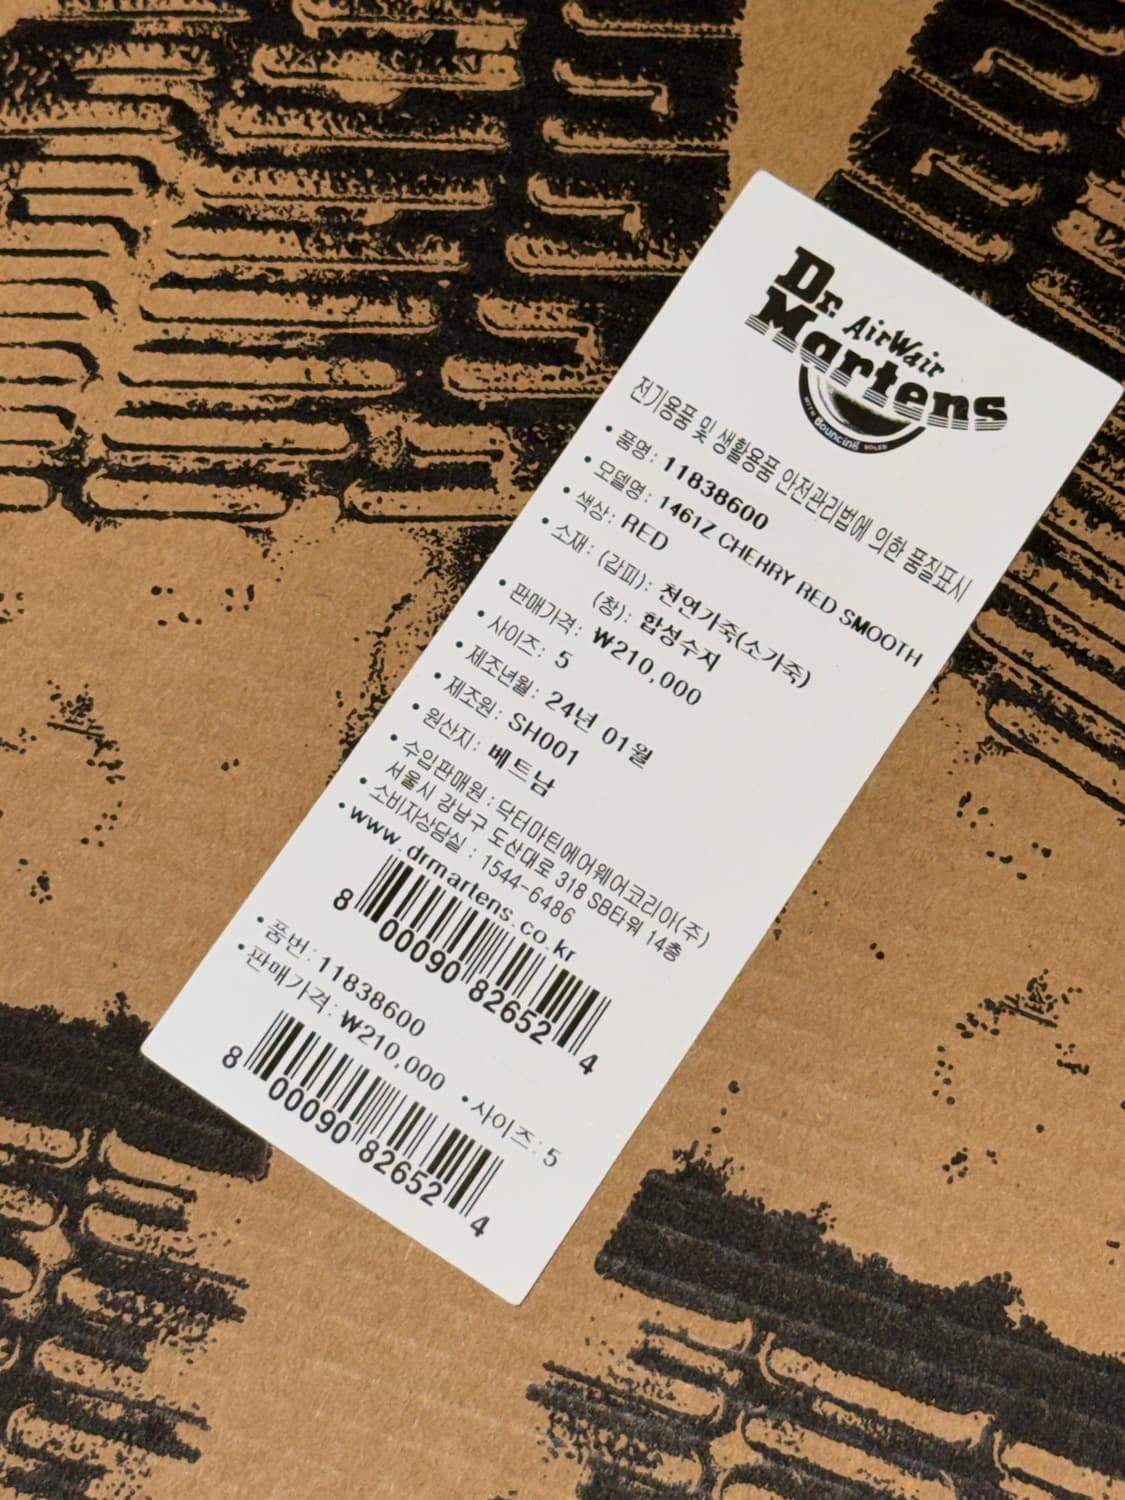 Dr.
AirWair
Martens
WITH Bouncing SOLES
전기용품 및 생활용품 안전관리법에 의한 품질표시
• 품명: 11838600
• 모델명: 1461Z CHERRY RED SMOOTH
• 색상: RED
• 소재: (갑피): 천연가죽(소가죽)
(창): 합성수지
• 판매가격: ₩210,000
• 사이즈: 5
• 제조년월: 24년 01월
• 제조원: SH001
• 원산지: 베트남
• 수입판매원: 닥터마틴에어웨어코리아(주)
서울시 강남구 도산대로 318 SB타워 14층
• 소비자상담실 : 1544-6486
• www.drmartens.co.kr
8 00090 82652 4
• 품번: 11838600
• 판매가격: ₩210,000 • 사이즈: 5
8 00090 82652 4